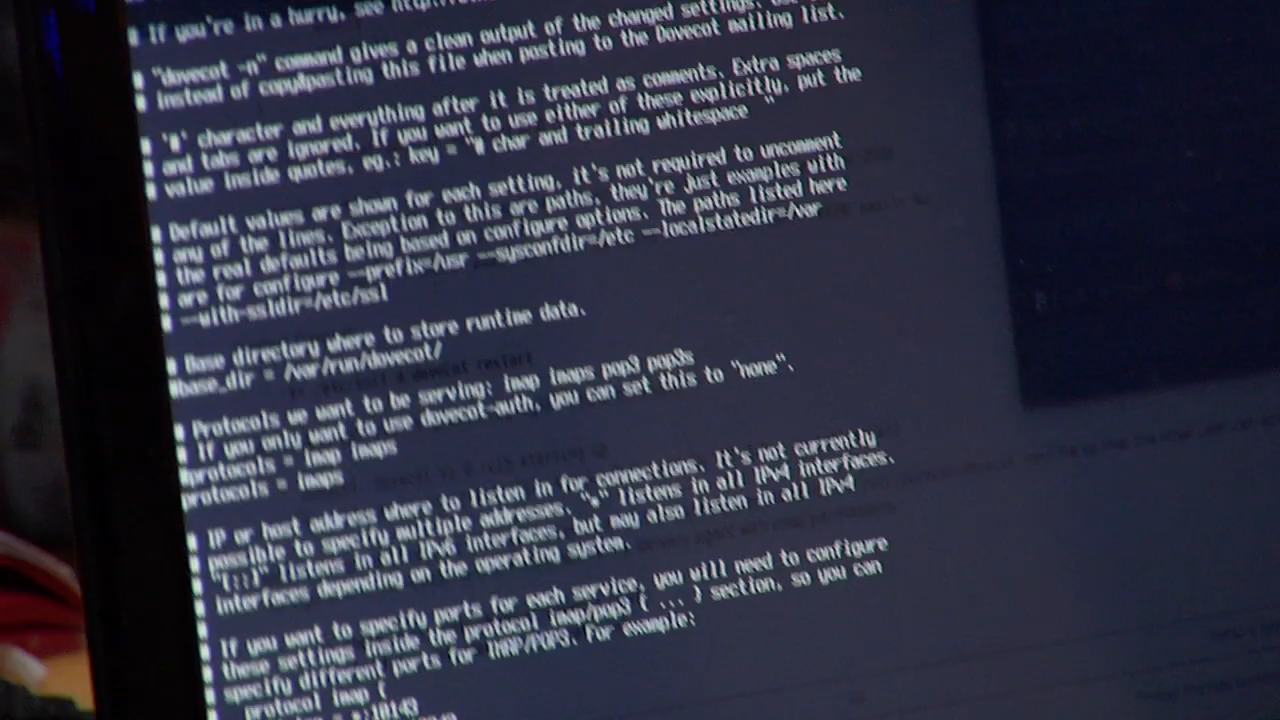 # If you're in a hurry, see http://
# "dovecot -n" command gives a clean output of the changed settings. Use
# instead of copy&pasting this file when posting to the Dovecot mailing list.
# '#' character and everything after it is treated as comments. Extra spaces
# and tabs are ignored. If you want to use either of these explicitly, put the
# value inside quotes, eg.: key = "# char and trailing whitespace  "
# Default values are shown for each setting, it's not required to uncomment
# any of the lines. Exception to this are paths, they're just examples with
# the real defaults being based on configure options. The paths listed here
# are for configure --prefix=/usr --sysconfdir=/etc --localstatedir=/var
# --with-ssldir=/etc/ssl
# Base directory where to store runtime data.
#base_dir = /var/run/dovecot/
# Protocols we want to be serving: imap imaps pop3 pop3s
# If you only want to use dovecot-auth, you can set this to "none".
#protocols = imap imaps
protocols = imaps
# IP or host address where to listen in for connections. It's not currently
# possible to specify multiple addresses. "*" listens in all IPv4 interfaces.
# "[::]" listens in all IPv6 interfaces, but may also listen in all IPv4
# interfaces depending on the operating system.
#
# If you want to specify ports for each service, you will need to configure
# these settings inside the protocol imap/pop3 { ... } section, so you can
# specify different ports for IMAP/POP3. For example:
#   protocol imap {
= *:10143